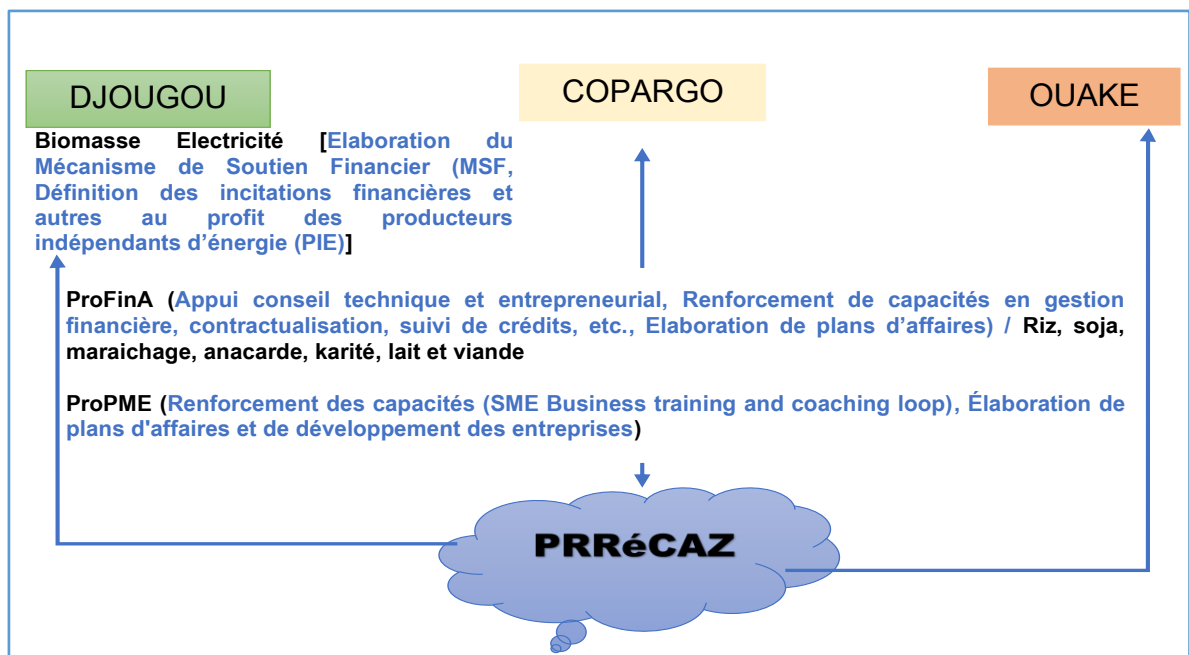 DJOUGOU
COPARGO
OUAKE
Biomasse Electricité [Elaboration du
Mécanisme de Soutien Financier (MSF,
Définition des incitations financières et
autres au profit des producteurs
indépendants d’énergie (PIE)]
ProFinA (Appui conseil technique et entrepreneurial, Renforcement de capacités en gestion
financière, contractualisation, suivi de crédits, etc., Elaboration de plans d’affaires) / Riz, soja,
maraichage, anacarde, karité, lait et viande
ProPME (Renforcement des capacités (SME Business training and coaching loop), Élaboration de
plans d'affaires et de développement des entreprises)
PRRéCAZ